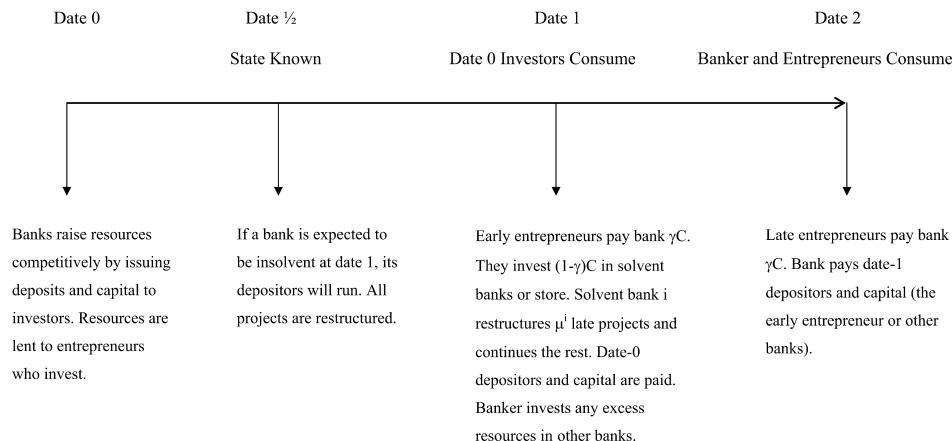 Date 0
Date ½
Date 1
Date 2
State Known
Date 0 Investors Consume
Banker and Entrepreneurs Consume
Banks raise resources
competitively by issuing
deposits and capital to
investors. Resources are
lent to entrepreneurs
who invest.
If a bank is expected to
be insolvent at date 1, its
depositors will run. All
projects are restructured.
Early entrepreneurs pay bank γC.
They invest (1-γ)C in solvent
banks or store. Solvent bank i
restructures μⁱ late projects and
continues the rest. Date-0
depositors and capital are paid.
Banker invests any excess
resources in other banks.
Late entrepreneurs pay bank
γC. Bank pays date-1
depositors and capital (the
early entrepreneur or other
banks).